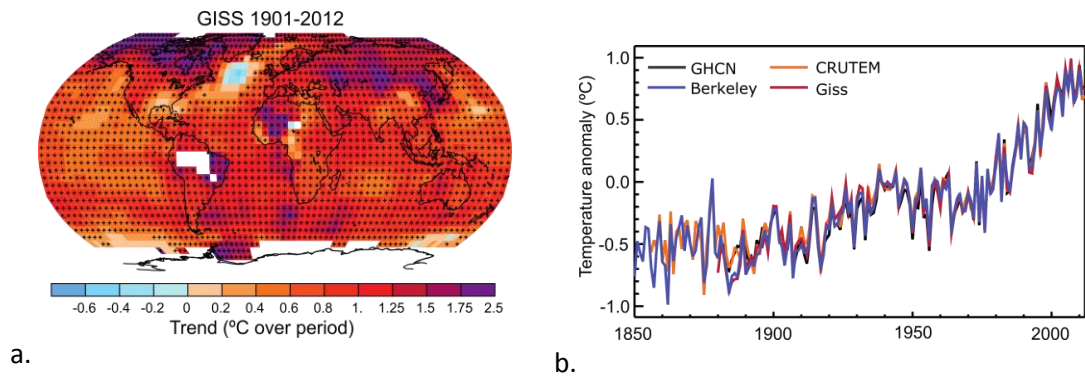 GISS 1901-2012
-0.6 -0.4 -0.2 0 0.2 0.4 0.6 0.8 1. 1.25 1.5 1.75 2.5
Trend (ºC over period)
a.
Temperature anomaly (ºC)
1.0
0.5
0.0
-0.5
-1.0
GHCN CRUTEM
Berkeley Giss
1850 1900 1950 2000
b.